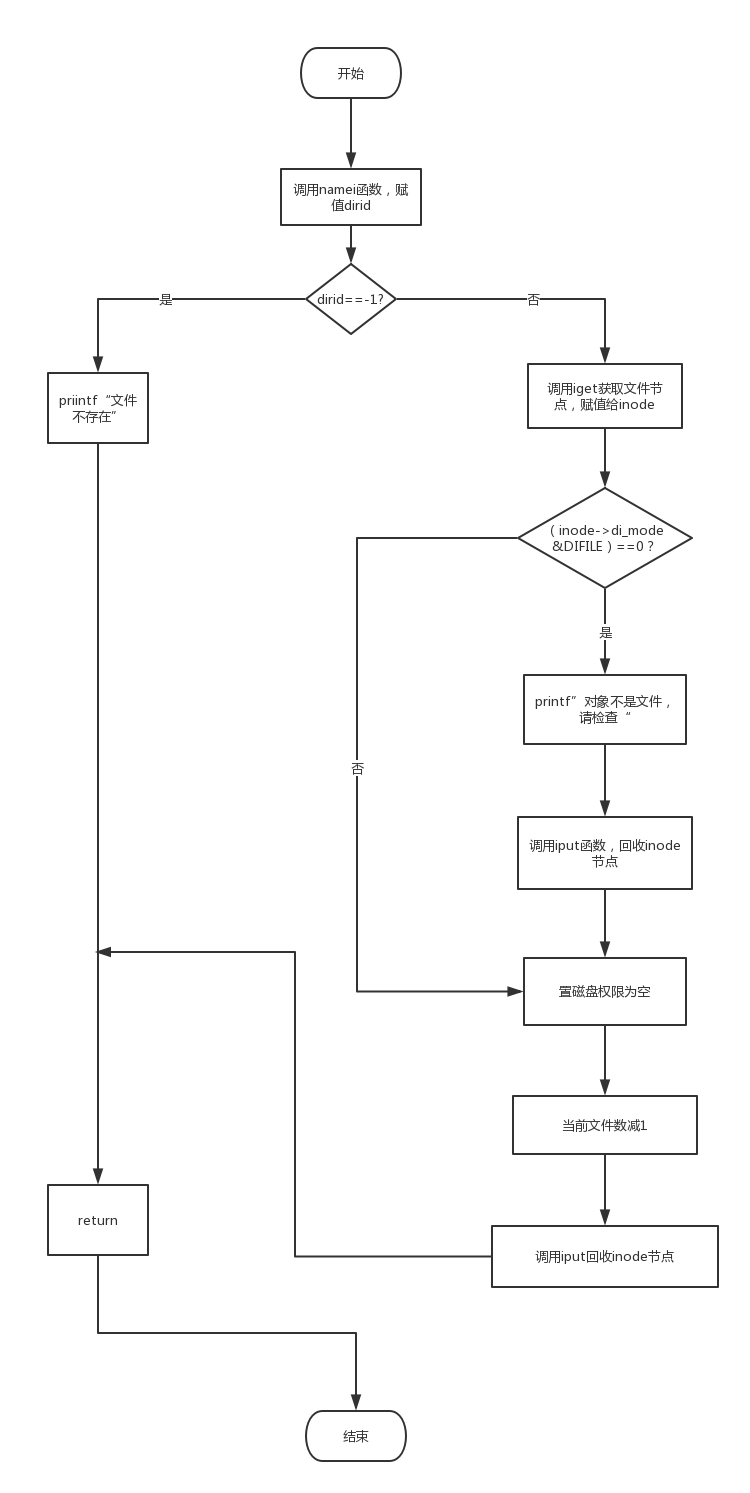 开始
调用namei函数，赋
值dirid
dirid==-1?
是
否
priintf“文件
不存在”
调用iget获取文件节
点，赋值给inode
（inode->di_mode
&DIFILE）==0？
是
printf”对象不是文件，
请检查“
否
调用iput函数，回收inode
节点
置磁盘权限为空
当前文件数减1
return
调用iput回收inode节点
结束